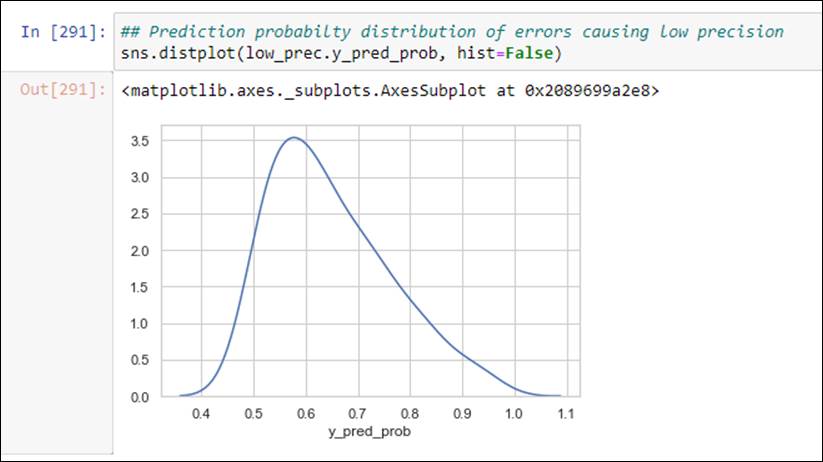 In [291]: ## Prediction probabilty distribution of errors causing low precision
sns.distplot(low_prec.y_pred_prob, hist=False)
Out[291]: <matplotlib.axes._subplots.AxesSubplot at 0x2089699a2e8>
3.5
3.0
2.5
2.0
1.5
1.0
0.5
0.0
0.4 0.5 0.6 0.7 0.8 0.9 1.0 1.1
y_pred_prob